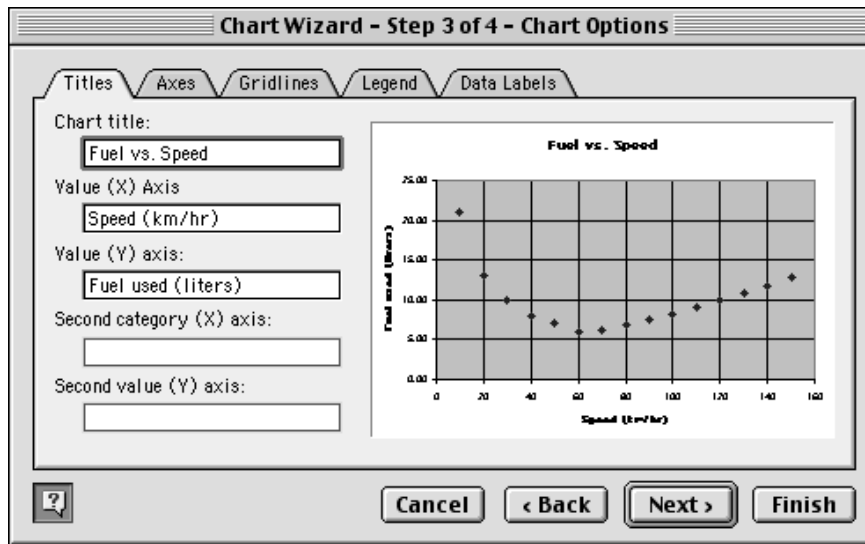 Chart Wizard - Step 3 of 4 - Chart Options
Titles Axes Gridlines Legend Data Labels
Chart title:
Fuel vs. Speed
Value (X) Axis
Speed (km/hr)
Value (Y) axis:
Fuel used (liters)
Second category (X) axis:
Second value (Y) axis:
Fuel vs. Speed
Fuel used (liters)
25.00
20.00
15.00
10.00
5.00
0.00
0 20 40 60 80 100 120 140 160
Speed (km/hr)
Cancel < Back Next > Finish